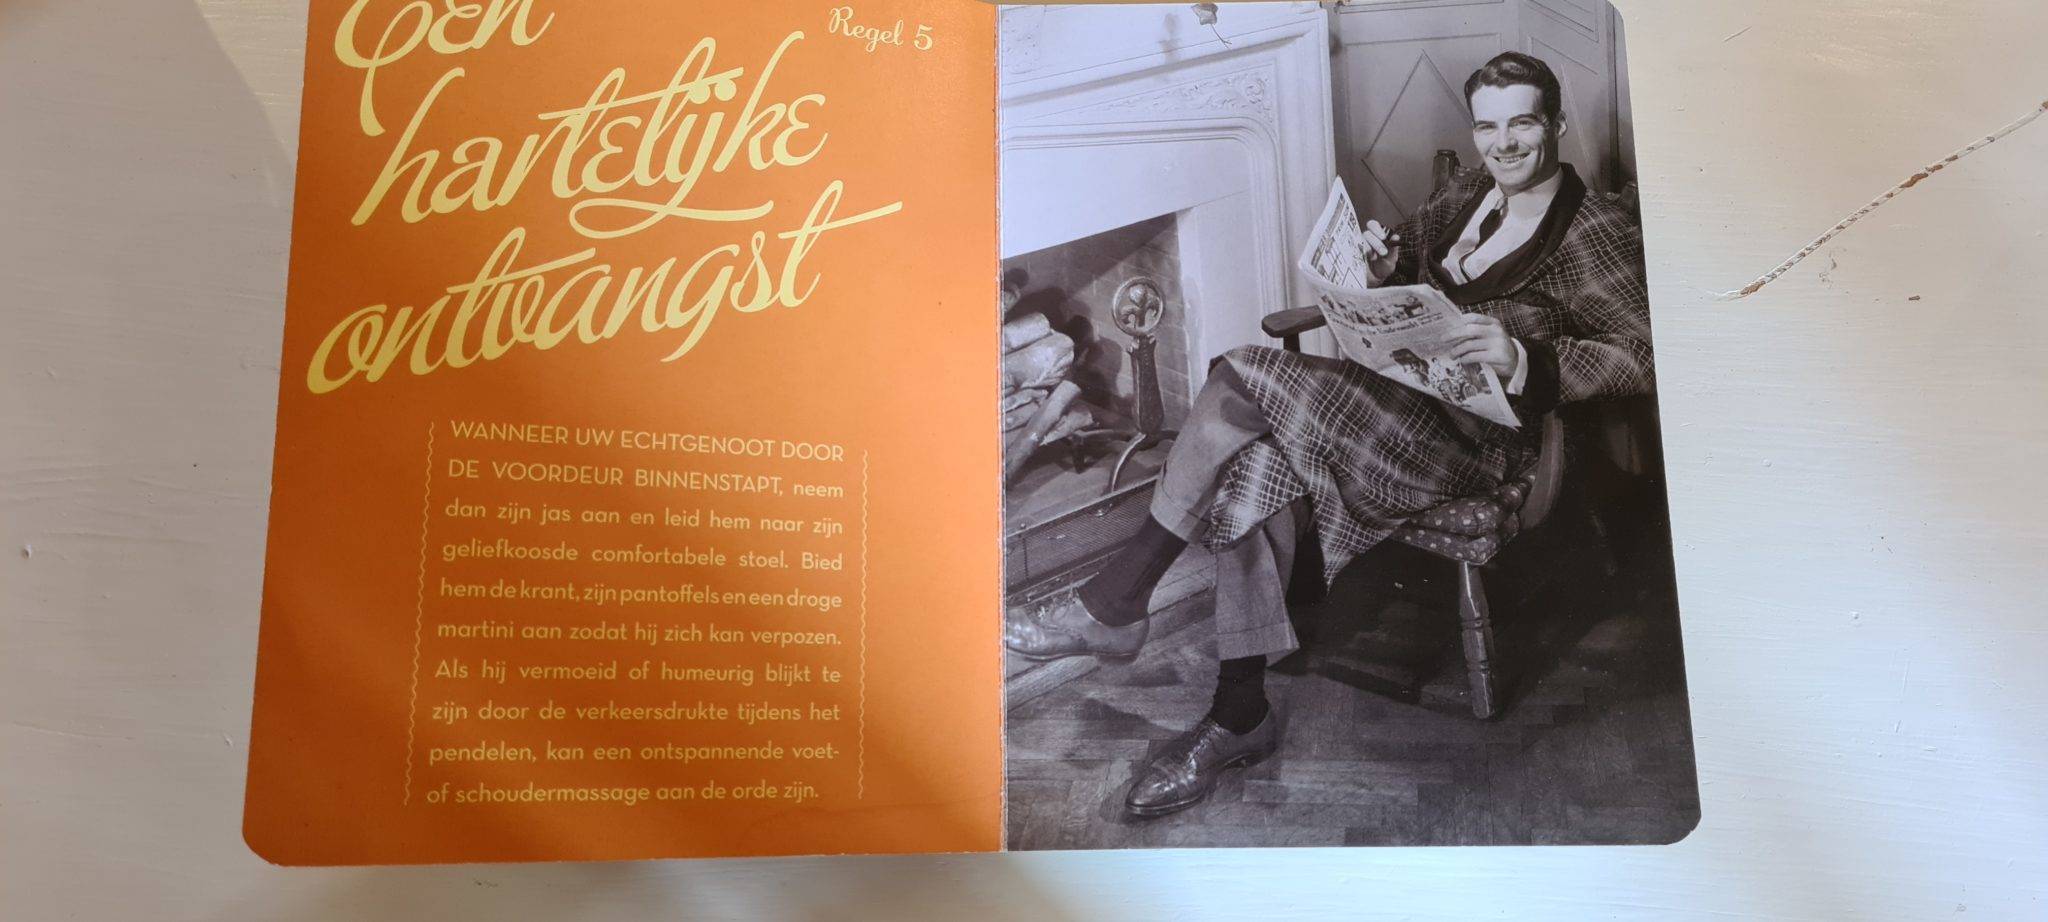 Een
Regel 5
hartelijke
ontvangst
WANNEER UW ECHTGENOOT DOOR
DE VOORDEUR BINNENSTAPT, neem
dan zijn jas aan en leid hem naar zijn
geliefkoosde comfortabele stoel. Bied
hem de krant, zijn pantoffels en een droge
martini aan zodat hij zich kan verpozen.
Als hij vermoeid of humeurig blijkt te
zijn door de verkeersdrukte tijdens het
pendelen, kan een ontspannende voet-
of schoudermassage aan de orde zijn.